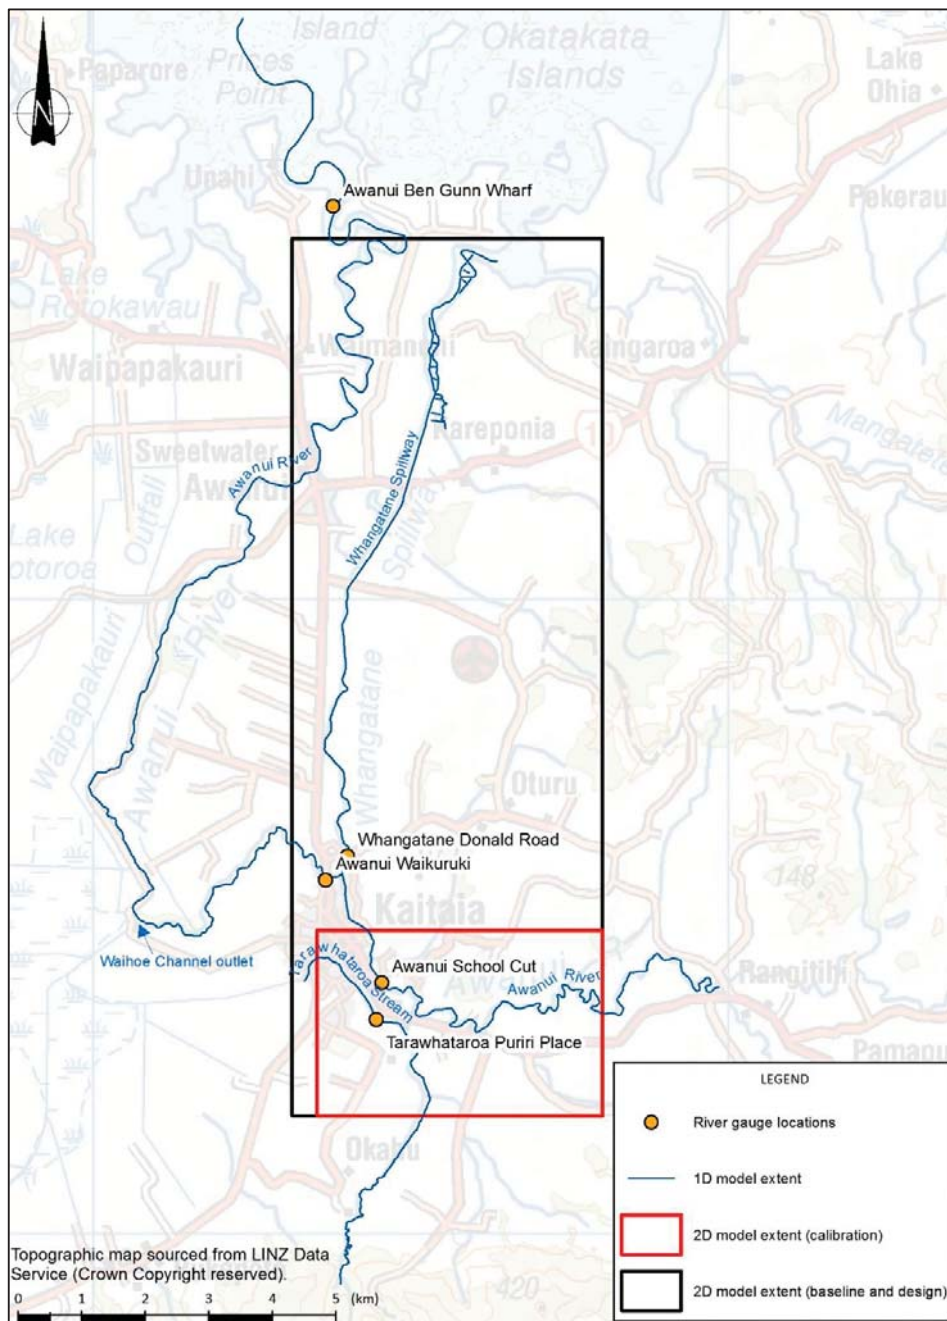 Island
Okatakata
Islands
Prices
Point
Paparore
Lake
Ohia
N
Unahi
Awanui Ben Gunn Wharf
Pekerau
Lake
Rotokawau
Waipapakauri
Waimanoni
Kaingaroa
Sweetwater
Kareponia
10
Awanui River
Awanui
Whangatane Spillway
Spillway
Lake
Outfall
Waipapakauri
Awanui River
Whangatane
Oturu
Whangatane Donald Road
Awanui Waikuruki
148
Kaitaia
Waihoe Channel outlet
Tarawhataroa Stream
Awanui School Cut
Awanui
Awanui River
Rangitihi
Tarawhataroa Puriri Place
Okahu
LEGEND
River gauge locations
1D model extent
2D model extent (calibration)
2D model extent (baseline and design)
Topographic map sourced from LINZ Data
Service (Crown Copyright reserved).
420
0 1 2 3 4 5 (km)